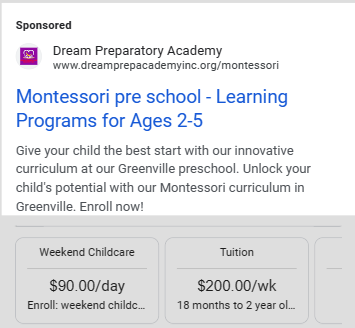 Sponsored
Dream Preparatory Academy
www.dreamprepacademyinc.org/montessori
Montessori pre school - Learning
Programs for Ages 2-5
Give your child the best start with our innovative
curriculum at our Greenville preschool. Unlock your
child's potential with our Montessori curriculum in
Greenville. Enroll now!
Weekend Childcare
$90.00/day
Enroll: weekend childc...
Tuition
$200.00/wk
18 months to 2 year ol...